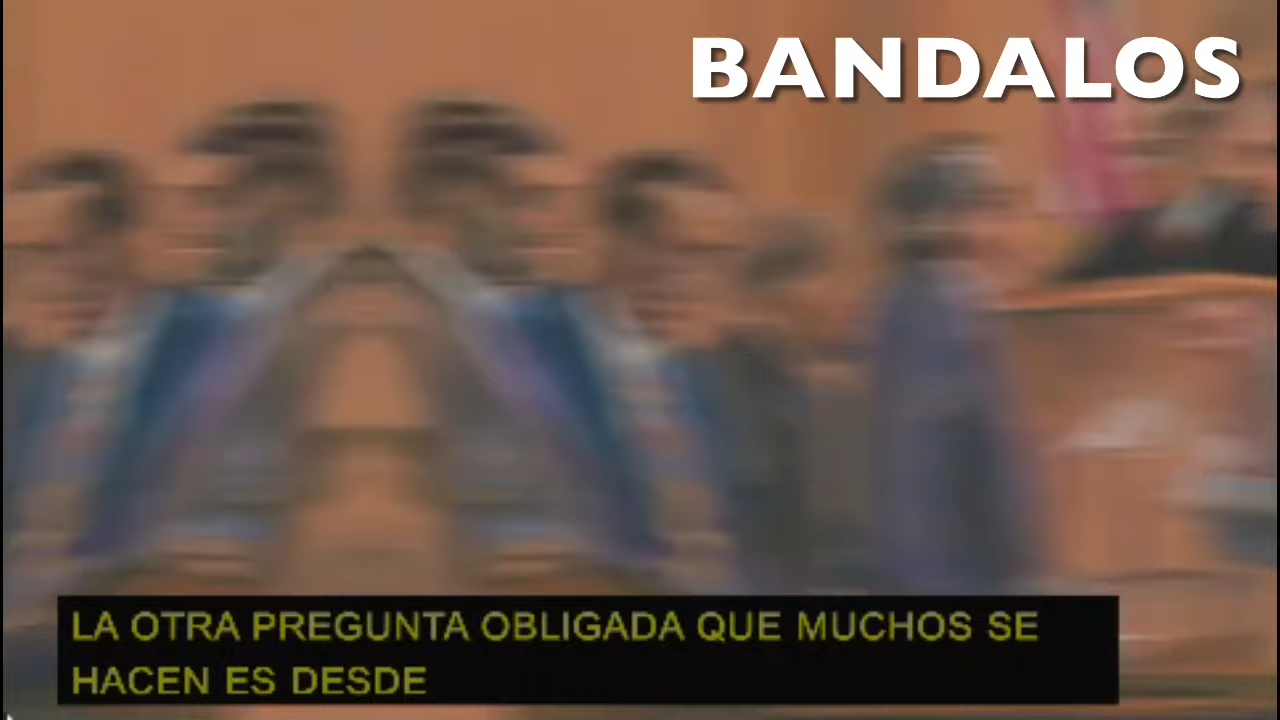 BANDALOS
LA OTRA PREGUNTA OBLIGADA QUE MUCHOS SE
HACEN ES DESDE